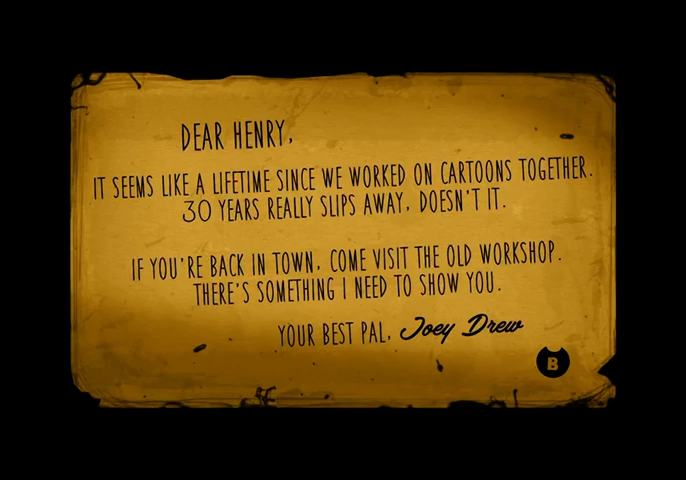 DEAR HENRY,
IT SEEMS LIKE A LIFETIME SINCE WE WORKED ON CARTOONS TOGETHER.
30 YEARS REALLY SLIPS AWAY, DOESN'T IT.
IF YOU'RE BACK IN TOWN, COME VISIT THE OLD WORKSHOP.
THERE'S SOMETHING I NEED TO SHOW YOU.
YOUR BEST PAL, Joey Drew
B